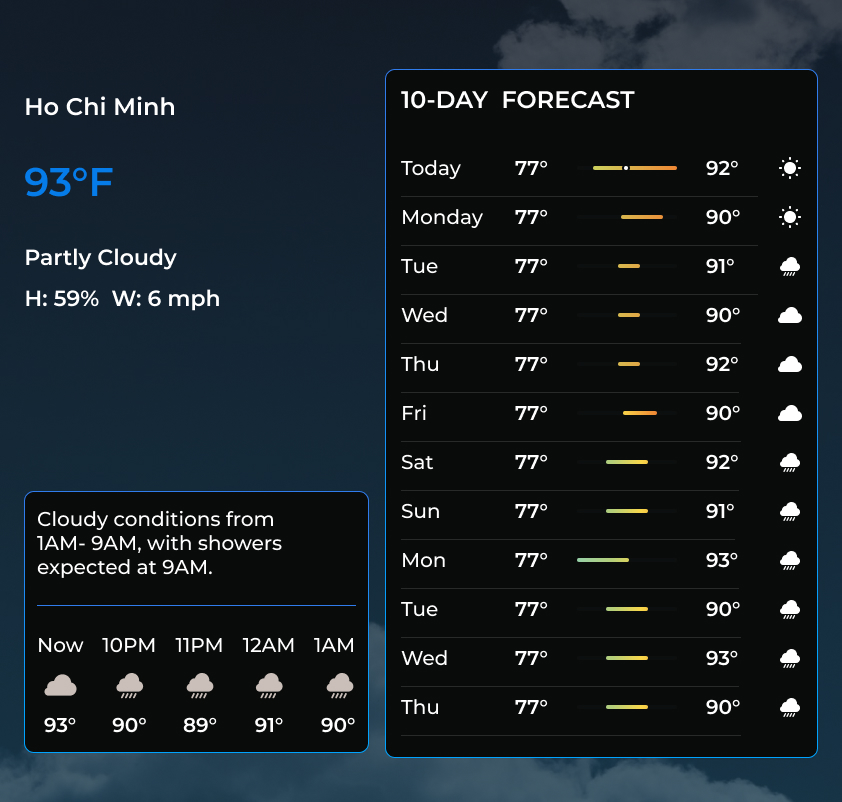 Ho Chi Minh
93°F
Partly Cloudy
H: 59% W: 6 mph
Cloudy conditions from
1AM- 9AM, with showers
expected at 9AM.
Now 10PM 11PM 12AM 1AM
93° 90° 89° 91° 90°
10-DAY FORECAST
Today 77° 92°
Monday 77° 90°
Tue 77° 91°
Wed 77° 90°
Thu 77° 92°
Fri 77° 90°
Sat 77° 92°
Sun 77° 91°
Mon 77° 93°
Tue 77° 90°
Wed 77° 93°
Thu 77° 90°